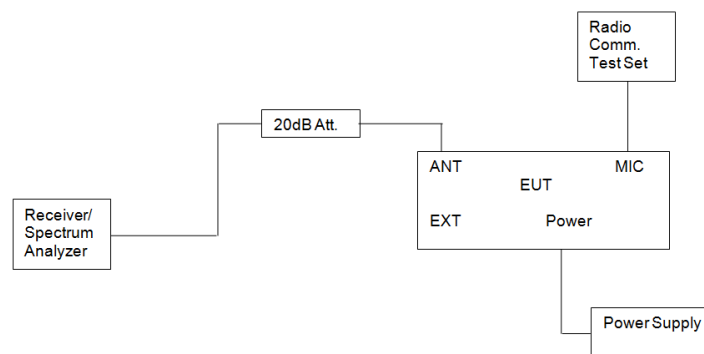 Radio
Comm.
Test Set
20dB Att.
ANT
MIC
EUT
EXT
Power
Receiver/
Spectrum
Analyzer
Power Supply